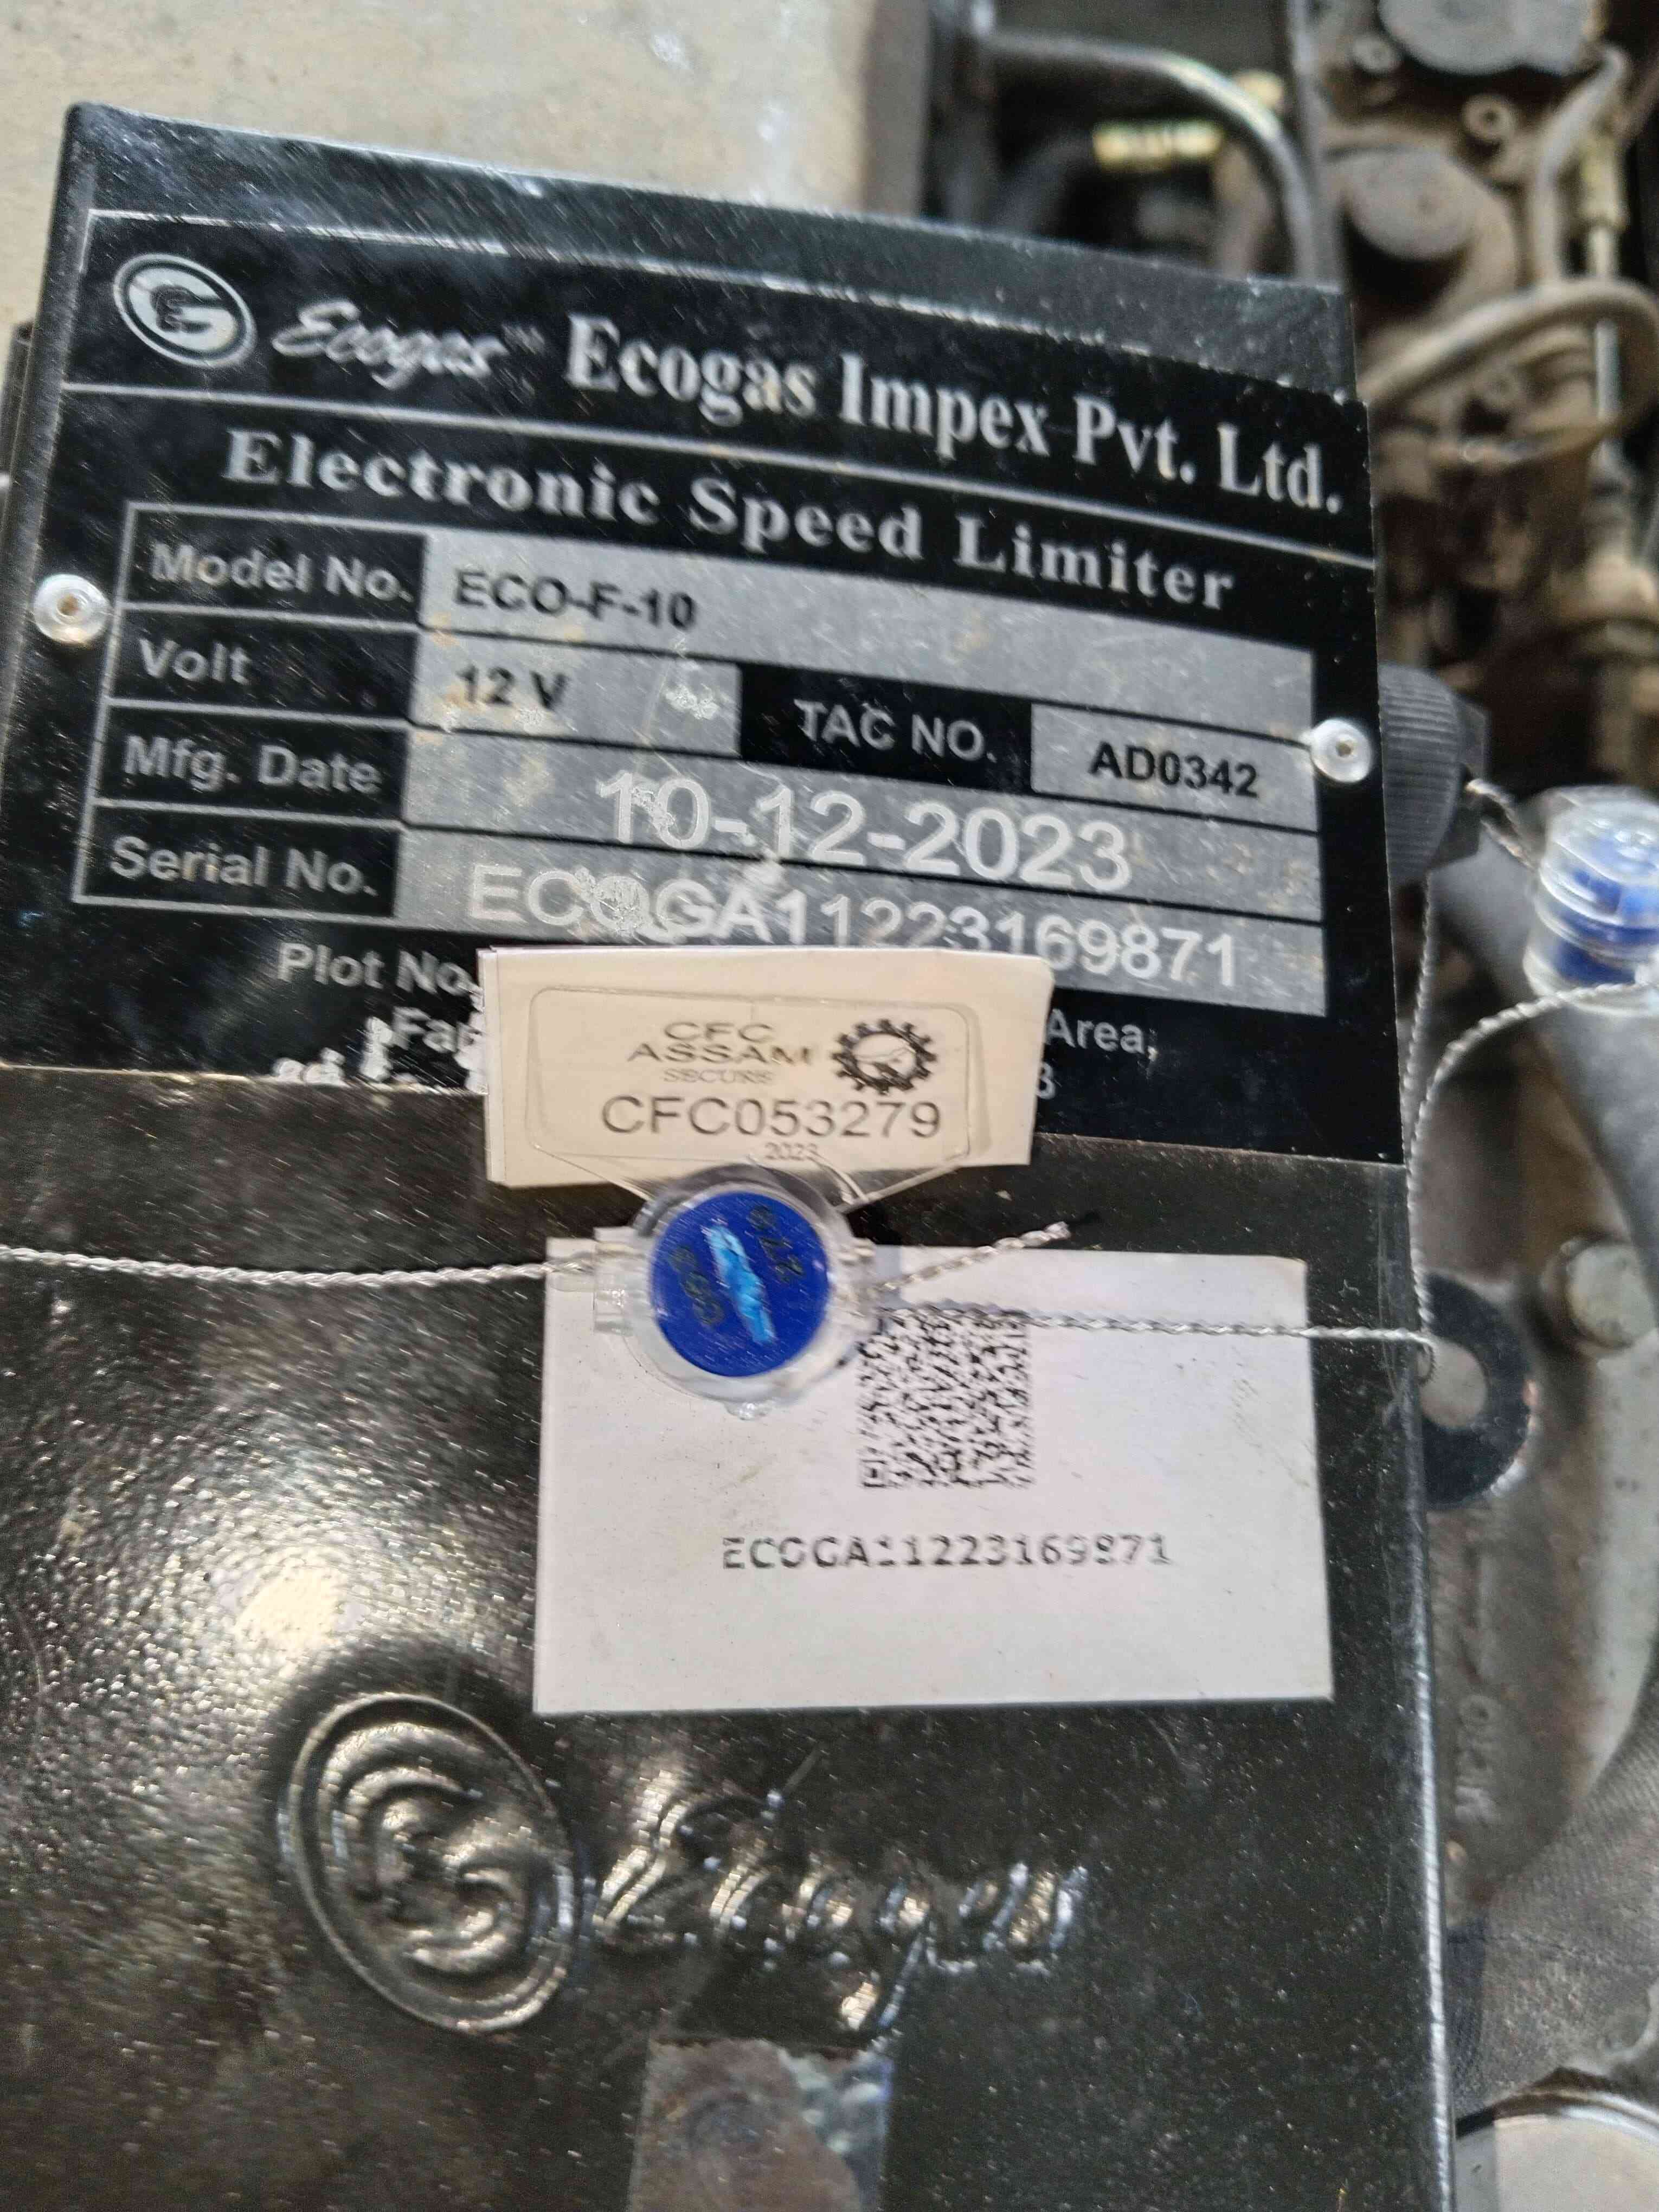 Ecogas™ Ecogas Impex Pvt. Ltd.
Electronic Speed Limiter
Model No. ECO-F-10
Volt 12 V TAC NO. AD0342
Mfg. Date 10-12-2023
Serial No. ECOGA11223169871
Plot No.
Area,
CFC
ASSAM
SECURE
CFC053279
2023
ECOGA11223169871
Ecogas